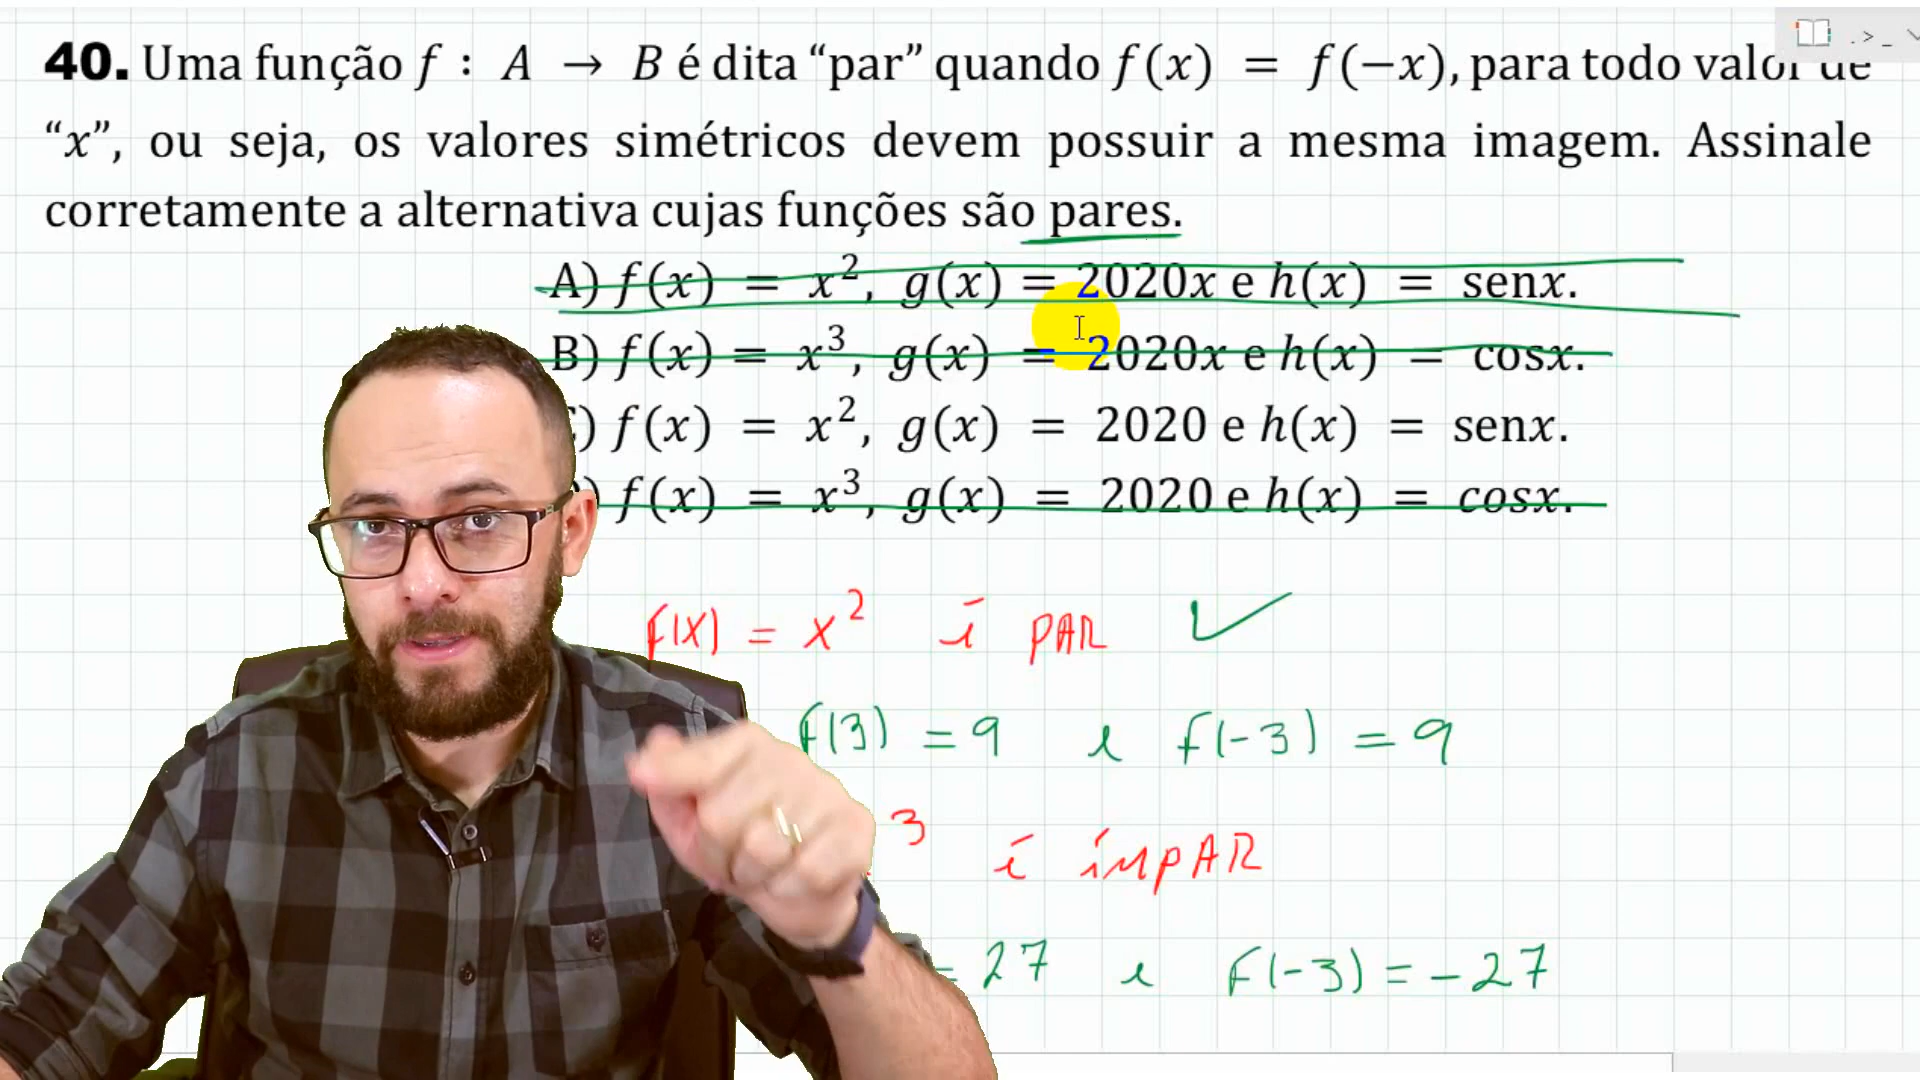 40. Uma função f : A → B é dita “par” quando f(x) = f(−x), para todo valor de
“x”, ou seja, os valores simétricos devem possuir a mesma imagem. Assinale
corretamente a alternativa cujas funções são pares.
A) f(x) = x², g(x) = 2020x e h(x) = senx.
B) f(x) = x³, g(x) = 2020x e h(x) = cosx.
) f(x) = x², g(x) = 2020 e h(x) = senx.
) f(x) = x³, g(x) = 2020 e h(x) = cosx.
f(x) = x² é PAR ✓
f(3) = 9 e f(-3) = 9
3 é ímPAR
= 27 e f(-3) = -27